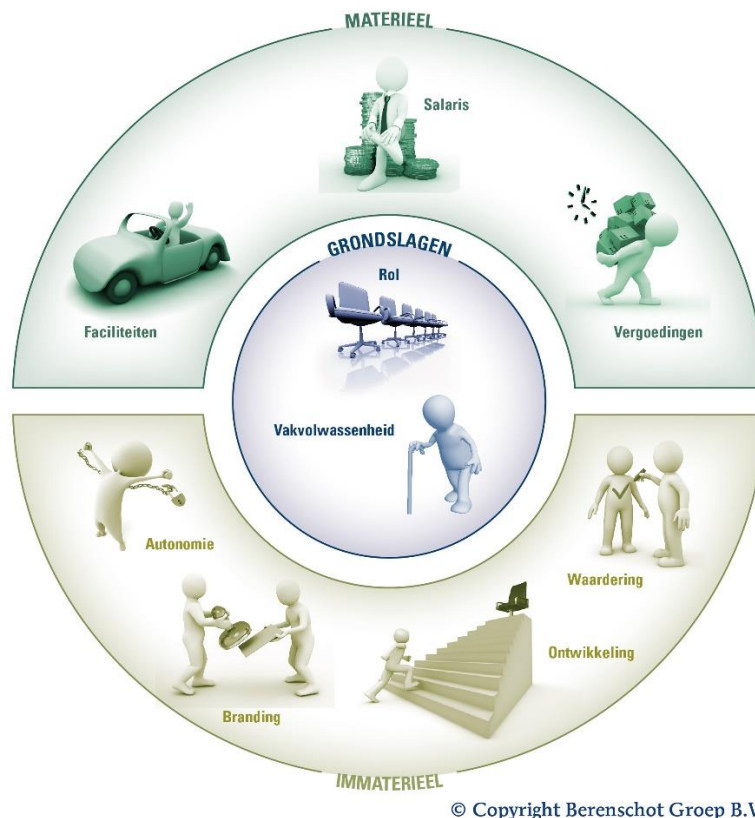 MATERIEEL
Salaris
GRONDSLAGEN
Rol
Faciliteiten
Vergoedingen
Vakvolwassenheid
Autonomie
Waardering
Ontwikkeling
Branding
IMMATERIEEL
© Copyright Berenschot Groep B.V